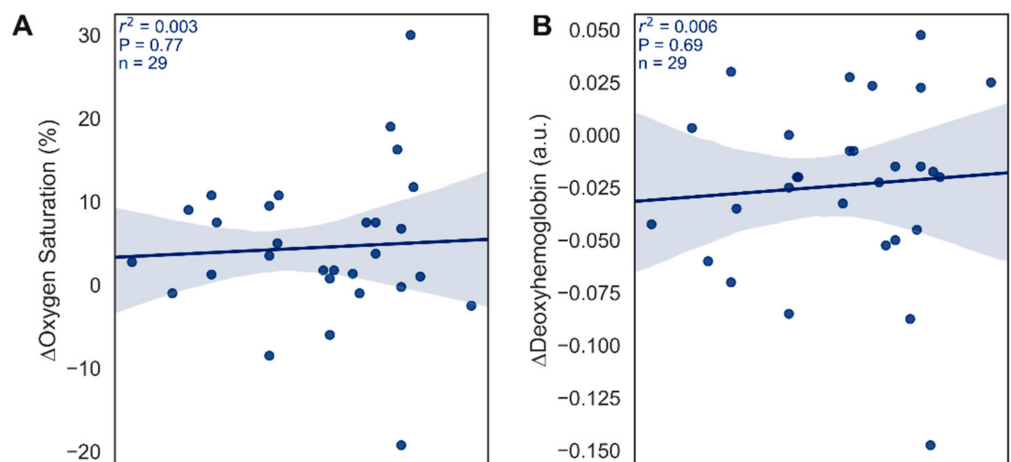 A
r² = 0.003
P = 0.77
n = 29
ΔOxygen Saturation (%)
30
20
10
0
−10
−20
B
r² = 0.006
P = 0.69
n = 29
ΔDeoxyhemoglobin (a.u.)
0.050
0.025
0.000
−0.025
−0.050
−0.075
−0.100
−0.125
−0.150